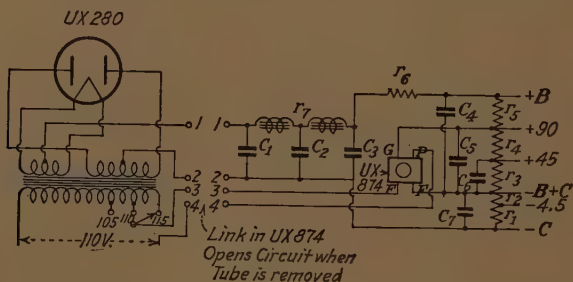 UX280
r7
r6
+B
C4
r5
1 1
+90
C1
C2
C3
G
P
C5
r4
+45
UX-
874
r3
2 2
B+C
3 3
F
F
r2
-4.5
4 4
C7
r1
-C
105
110
115
110V.
Link in UX874
Opens Circuit when
Tube is removed